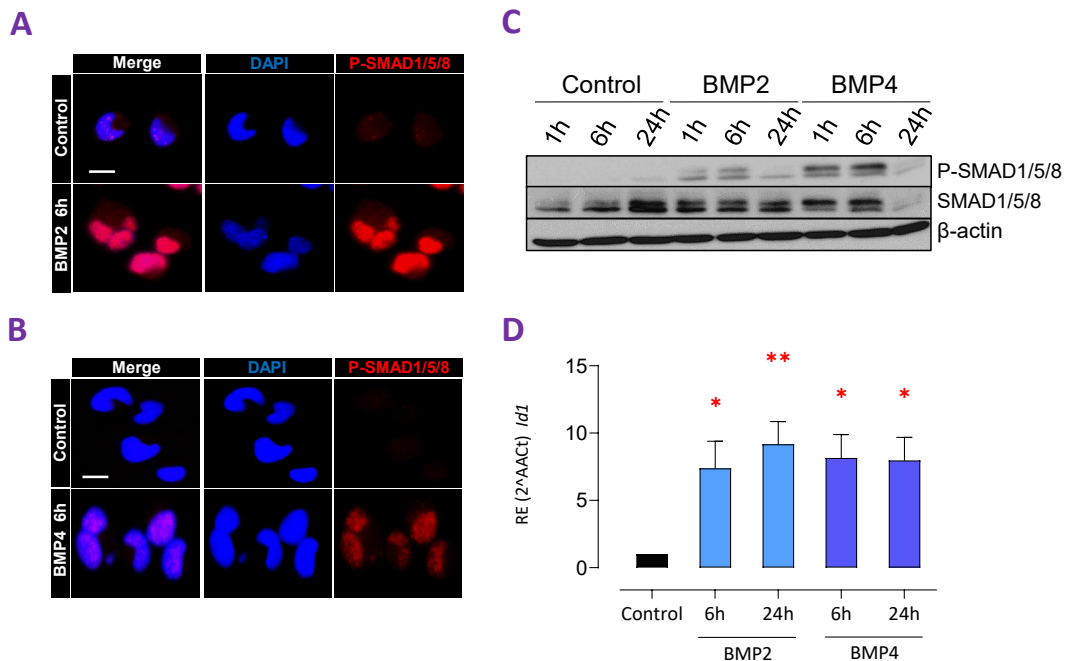 A
Merge DAPI P-SMAD1/5/8
Control
BMP2 6h
B
Merge DAPI P-SMAD1/5/8
Control
BMP4 6h
C
Control BMP2 BMP4
1h 6h 24h 1h 6h 24h 1h 6h 24h
P-SMAD1/5/8
SMAD1/5/8
β-actin
D
RE (2^AACt) Id1
15
10
5
0
* ** * *
Control 6h 24h 6h 24h
BMP2 BMP4